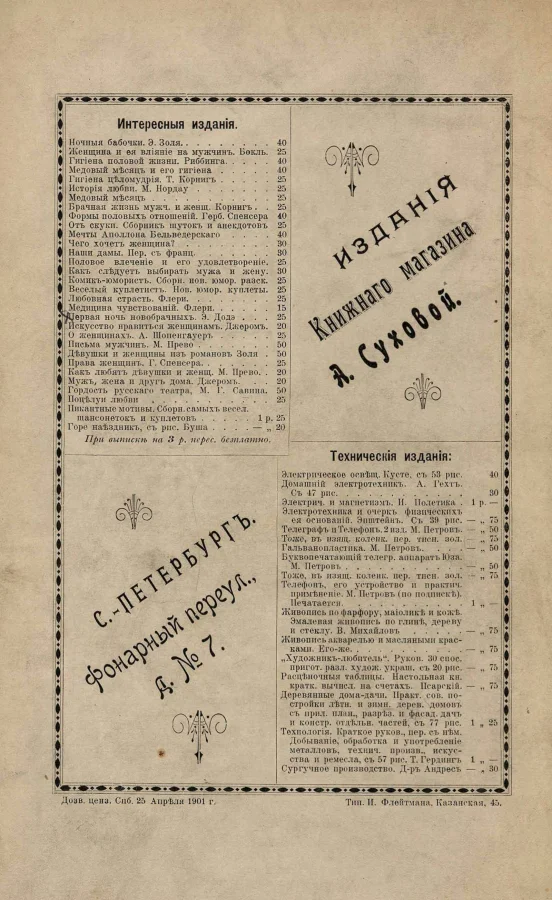 Интересныя изданія.
Ночныя бабочки. Э. Золя. . . . . . . . . 40
Женщина и ея вліяніе на мужчин. Бокль. 25
Гигіена половой жизни. Риббинга. . . . . 40
Медовый мѣсяцъ и его гигіена . . . . . . 40
Гигіена цѣломудрія. Т. Корнигъ . . . . . 25
Исторія любви. М. Нордау . . . . . . . . 25
Медовый мѣсяцъ . . . . . . . . . . . . . 25
Брачная жизнь мужч. и женщ. Корниг . . . 25
Формы половыхъ отношеній. Герб. Спенсера 40
Отъ скуки. Сборник шутокъ и анекдотовъ 25
Мечты Аполлона Бельведерскаго . . . . . 40
Чего хочетъ женщина? . . . . . . . . . . 30
Наши дамы. Пер. съ франц. . . . . . . . 30
Половое влеченіе и его удовлетвореніе. 25
Какъ слѣдуетъ выбирать мужа и жену. 30
Комикъ-юмористъ. Сборн. нов. юмор. разск. 25
Веселый куплетистъ. Нов. юмор. куплеты. 25
Любовная страсть. Флери. . . . . . . . . 25
Медицина чувствованій. Флери. . . . . . 15
Первая ночь новобрачныхъ. Э. Додэ . . . 25
Искусство нравиться женщинамъ. Джером. 20
О женщинахъ. А. Шопенгауеръ . . . . . . 25
Письма мужчин. М. Прево . . . . . . . . 50
Дѣвушки и женщины изъ романовъ Золя . . 50
Права женщинъ. Г. Спенсера. . . . . . . 25
Какъ любятъ дѣвушки и женщ. М. Прево. . 20
Мужъ, жена и другъ дома. Джеромъ. . . . 20
Гордость русскаго театра, М. Г. Савина. 50
Поцѣлуи любви . . . . . . . . . . . . . 25
Пикантные мотивы. Сборн. самыхъ весел.
шансонетокъ и куплетовъ . . . . . 1 р. 25
Горе наѣздникъ, съ рис. Буша . . . . — „ 20
При выпискѣ на 3 р. перес. безплатно.
ИЗДАНІЯ
Книжнаго магазина
А. Суховой.
С.-ПЕТЕРБУРГЪ.
Фонарный переул.,
д. № 7.
Техническія изданія:
Электрическое освѣщ. Кусте, съ 53 рис. 40
Домашній электротехникъ. А. Гехтъ.
Съ 47 рис. . . . . . . . . . . . . . . 30
Электрич. и магнетизмъ. И. Полетика . 1 р. —
Электротехника и очеркъ физическихъ
ея основаній. Эпштейнъ. Съ 39 рис. — „ 75
Телеграфъ и Телефонъ. 2 изд. М. Петровъ. — „ 50
Тоже, въ изящ. коленк. пер. тисн. зол. — „ 75
Гальванопластика. М. Петровъ. . . . — „ 50
Буквопечатающій телегр. аппаратъ Юза.
М. Петровъ . . . . . . . . . . . . — „ 50
Тоже, въ изящ. коленк. пер. тисн. зол. — „ 75
Телефонъ, его устройство и практич.
примѣненіе. М. Петровъ (по подпискѣ).
Печатается. . . . . . . . . . . . . 1 „ —
Живопись по фарфору, маіоликѣ и кожѣ.
Эмалевая живопись по глинѣ, дереву
и стеклу. В. Михайловъ . . . . . . — „ 75
Живопись акварелью и масляными крас-
ками. Его-же. . . . . . . . . . . . — „ 75
„Художникъ-любитель“. Руков. 30 спос.
пригот. разл. худож. украш. съ 20 рис. — „ 75
Расцѣночныя таблицы. Настольная кн.
кратк. вычисл. на счетахъ. Псарскій. — „ 75
Деревянные дома-дачи. Практ. сов. по-
стройки лѣтн. и зимн. дерев. домовъ
съ прил. план., разрѣз. и фасад. дачъ
и констр. отдѣльн. частей, съ 77 рис. 1 „ 25
Технологія. Краткое руков., пер. съ нѣм.
Добываніе, обработка и употребленіе
металловъ, технич. произв., искус-
ства и ремесла, съ 57 рис. Т. Гердингъ 1 „ —
Сургучное производство. Д-ръ Андресъ — „ 30
Дозв. ценз. Спб. 25 Апрѣля 1901 г.
Тип. И. Флейтмана, Казанская, 45.